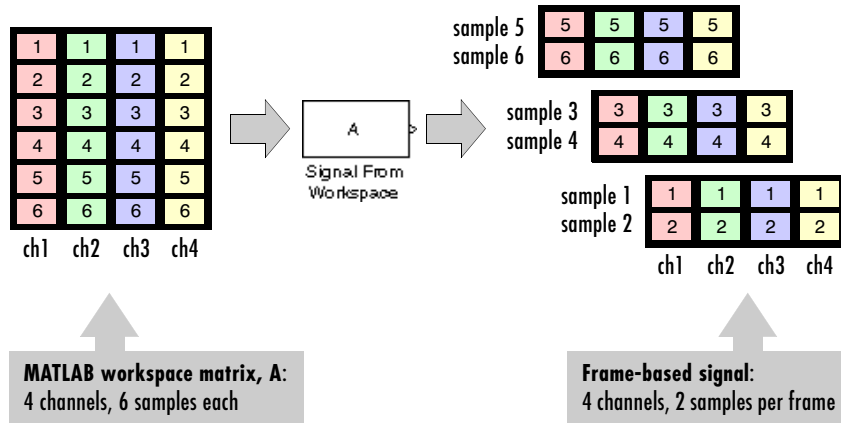 1 1 1 1
2 2 2 2
3 3 3 3
4 4 4 4
5 5 5 5
6 6 6 6
ch1 ch2 ch3 ch4
A
Signal From
Workspace
sample 5 5 5 5 5
sample 6 6 6 6 6
sample 3 3 3 3 3
sample 4 4 4 4 4
sample 1 1 1 1 1
sample 2 2 2 2 2
ch1 ch2 ch3 ch4
MATLAB workspace matrix, A:
4 channels, 6 samples each
Frame-based signal:
4 channels, 2 samples per frame